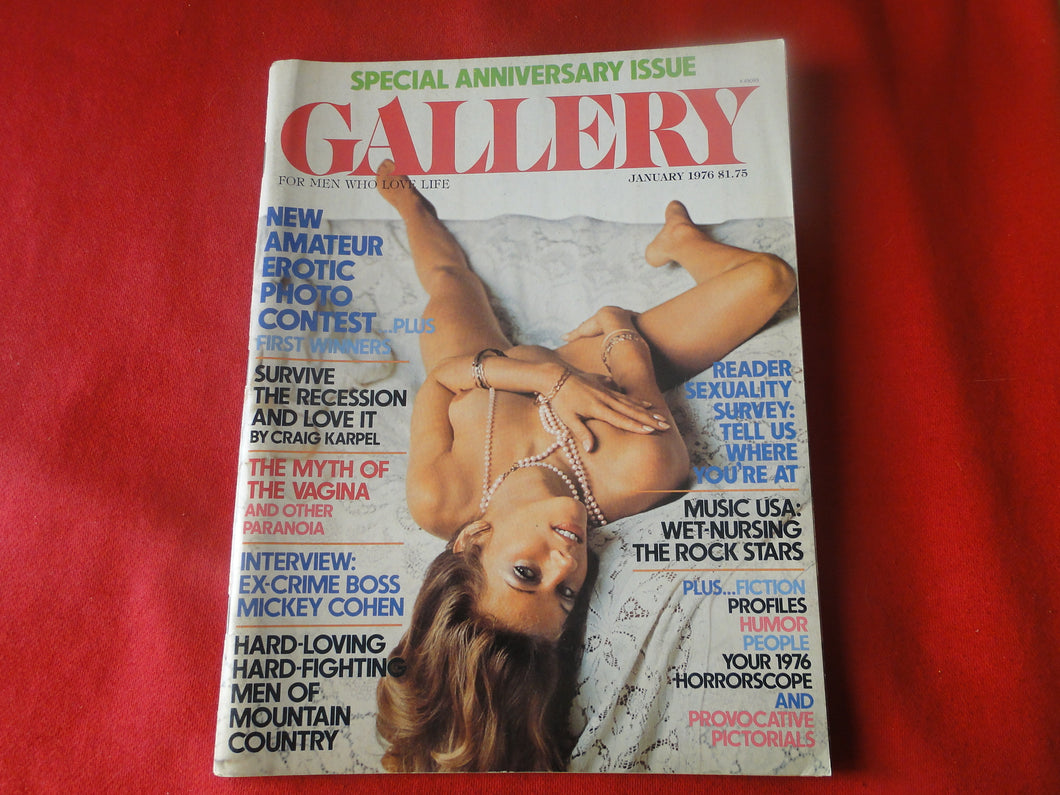 SPECIAL ANNIVERSARY ISSUE
GALLERY
FOR MEN WHO LOVE LIFE
JANUARY 1976 $1.75
NEW
AMATEUR
EROTIC
PHOTO
CONTEST...PLUS
FIRST WINNERS
SURVIVE
THE RECESSION
AND LOVE IT
BY CRAIG KARPEL
THE MYTH OF
THE VAGINA
AND OTHER
PARANOIA
INTERVIEW:
EX-CRIME BOSS
MICKEY COHEN
HARD-LOVING
HARD-FIGHTING
MEN OF
MOUNTAIN
COUNTRY
READER
SEXUALITY
SURVEY:
TELL US
WHERE
YOU'RE AT
MUSIC USA:
WET-NURSING
THE ROCK STARS
PLUS...FICTION
PROFILES
HUMOR
PEOPLE
YOUR 1976
-HORRORSCOPE
AND
PROVOCATIVE
PICTORIALS